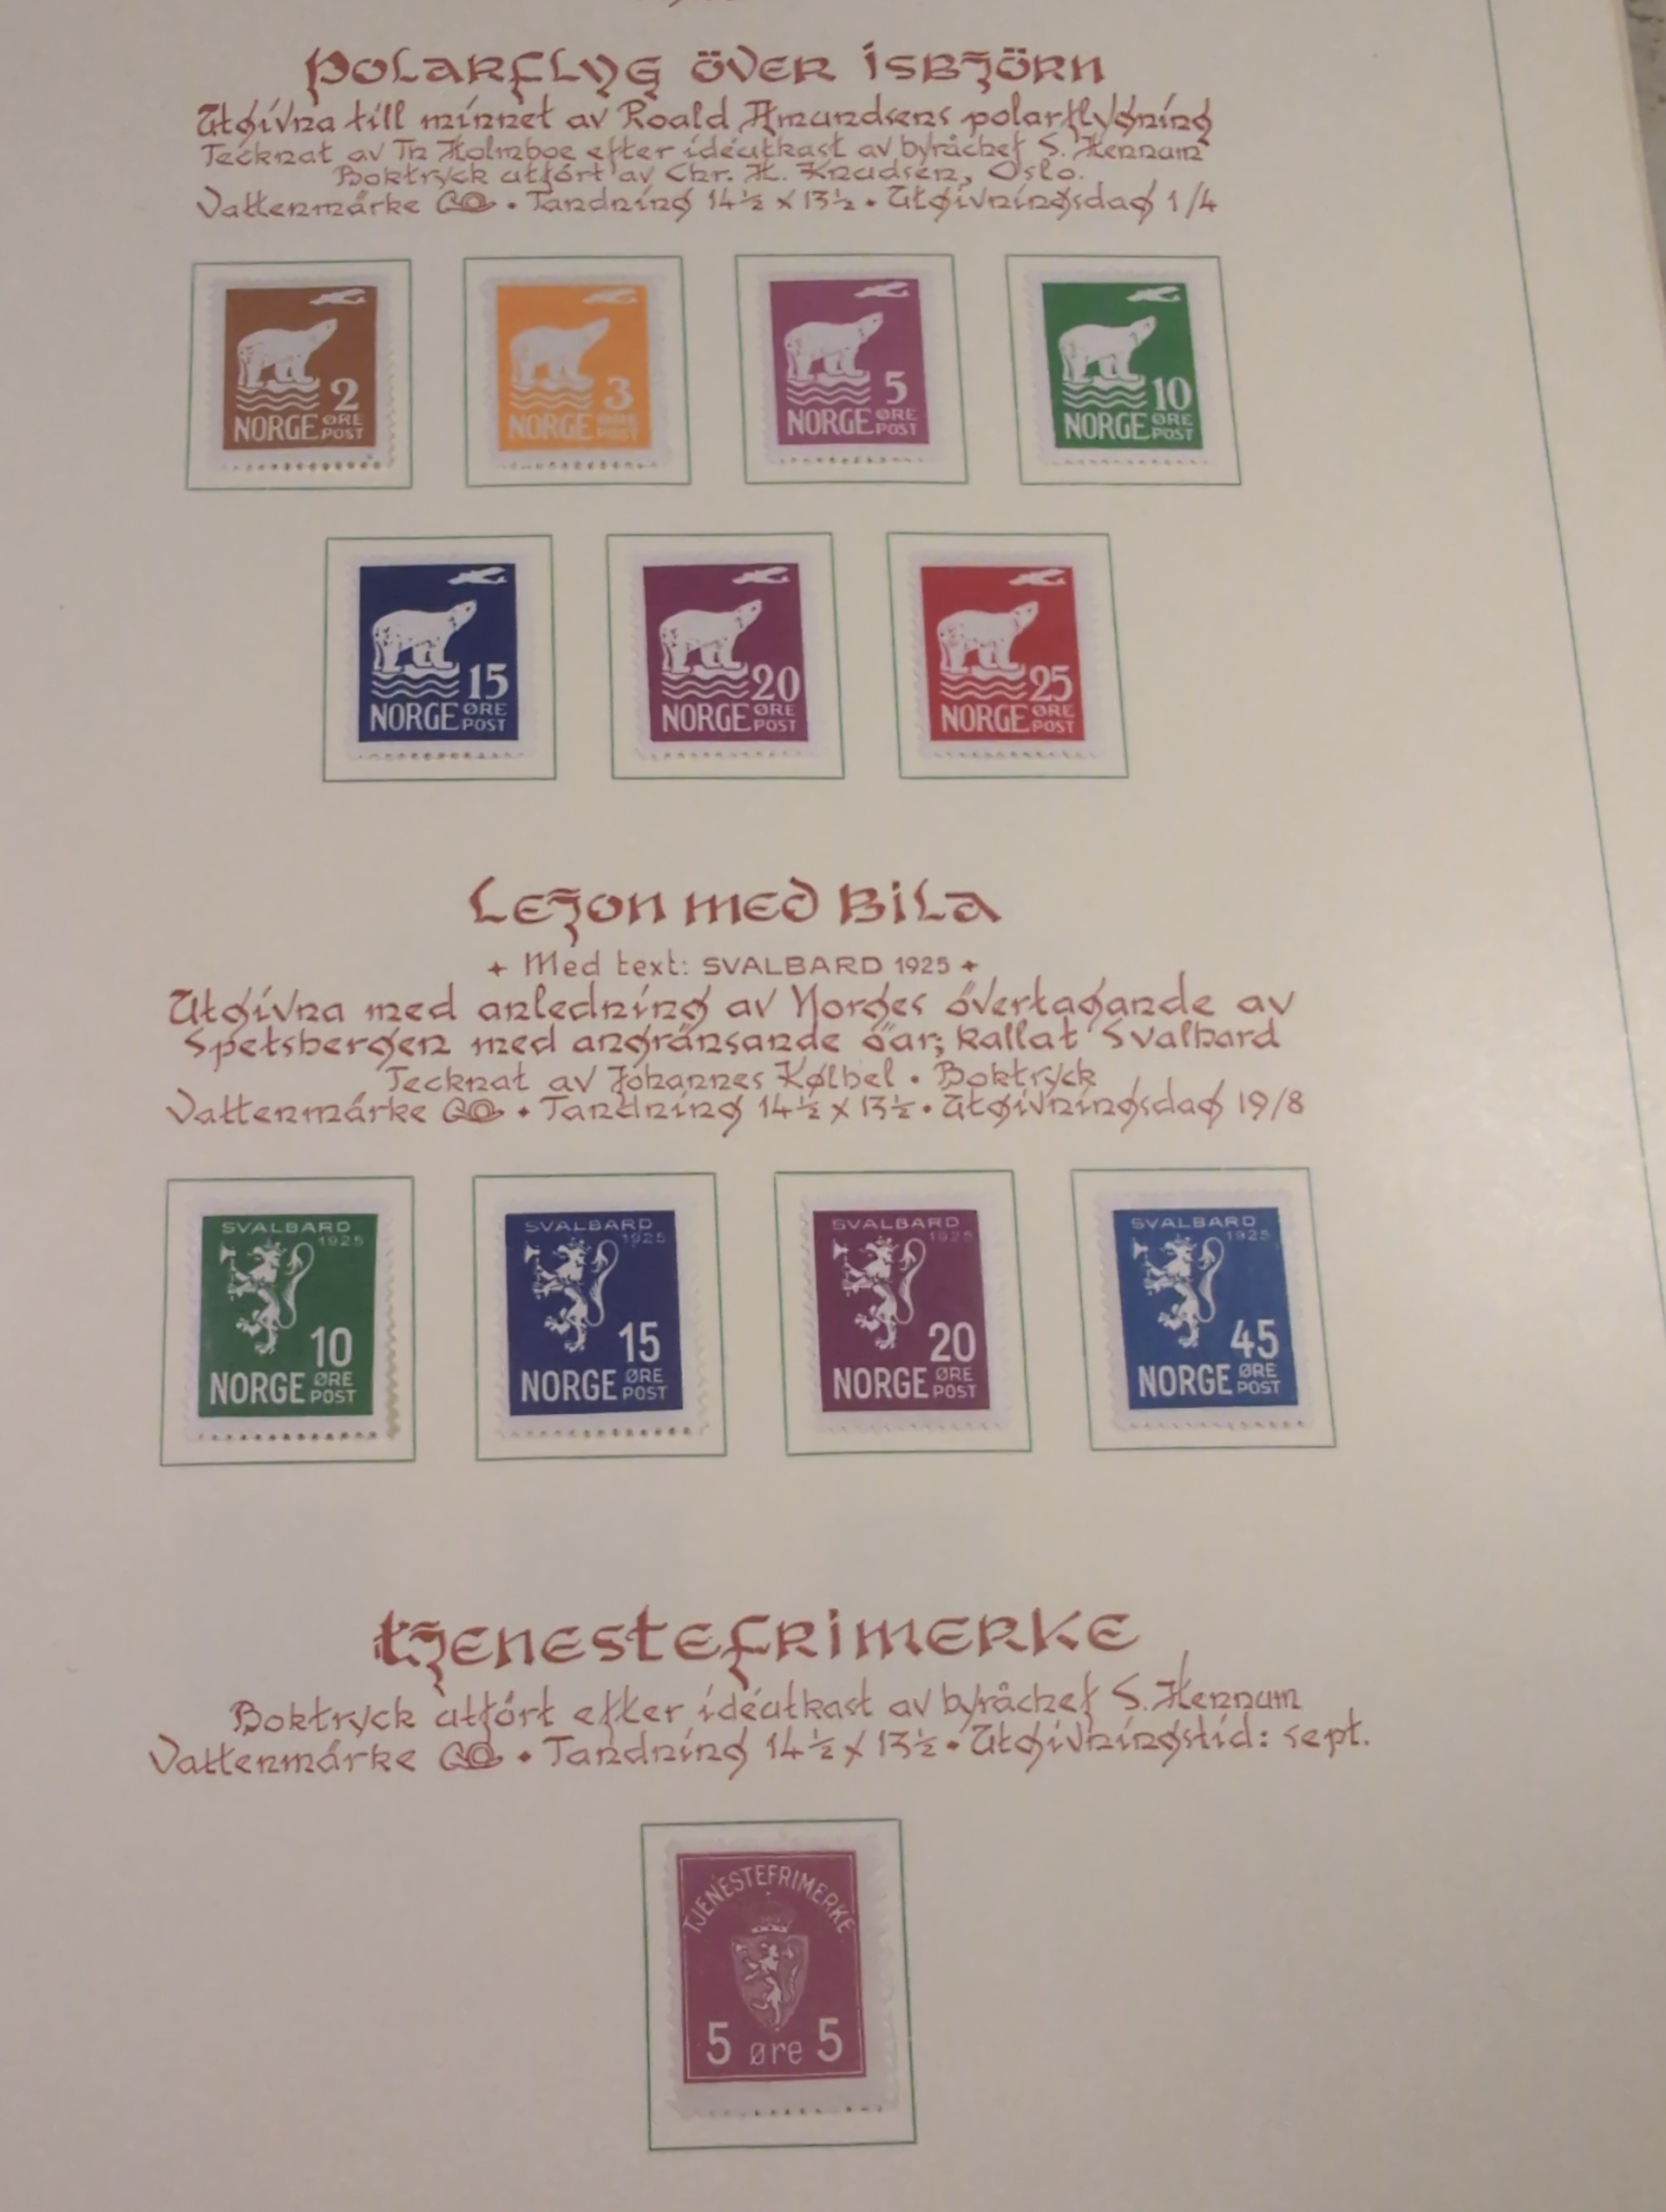 Polarflyg över isbjörn
Utgivna till minnet av Roald Amundsens polarflygning
Tecknat av Th Holmboe efter idéutkast av byråchef S. Hennum
Boktryck utfört av Chr. H. Knudsen, Oslo.
Vattenmärke • Tandning 14½ x 13½ • Utgivningsdag 1/4
2
NORGE ØRE POST
3
NORGE ØRE POST
5
NORGE ØRE POST
10
NORGE ØRE POST
15
NORGE ØRE POST
20
NORGE ØRE POST
25
NORGE ØRE POST
Lejon med bila
+ Med text: SVALBARD 1925 +
Utgivna med anledning av Norges övertagande av
Spetsbergen med angränsande öar; kallat Svalbard
Tecknat av Johannes Kølbel • Boktryck
Vattenmärke • Tandning 14½ x 13½ • Utgivningsdag 19/8
SVALBARD
1925
10
NORGE ØRE POST
SVALBARD
1925
15
NORGE ØRE POST
SVALBARD
1925
20
NORGE ØRE POST
SVALBARD
1925
45
NORGE ØRE POST
tjenestefrimerke
Boktryck utfört efter idéutkast av byråchef S. Hennum
Vattenmärke • Tandning 14½ x 13½ • Utgivningstid: sept.
TJENESTEFRIMERKE
5 øre 5